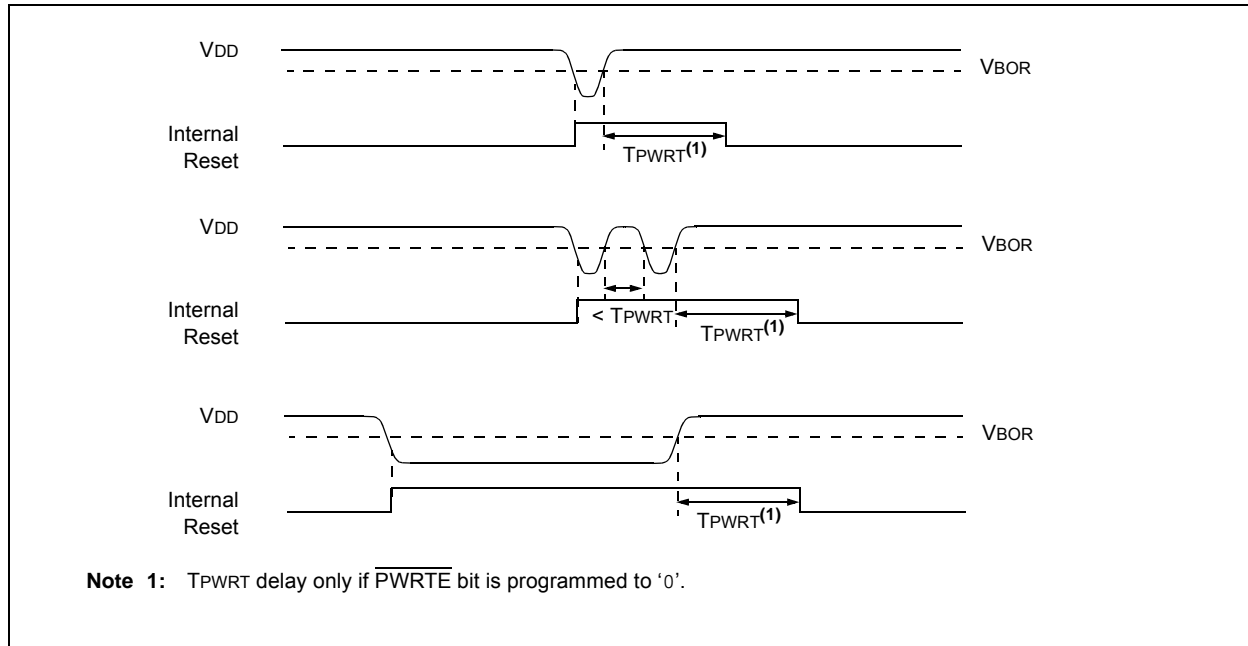 VDD
VBOR
Internal
Reset
TPWRT(1)
VDD
VBOR
Internal
Reset
< TPWRT
TPWRT(1)
VDD
VBOR
Internal
Reset
TPWRT(1)
Note 1: TPWRT delay only if PWRTE bit is programmed to ‘0’.